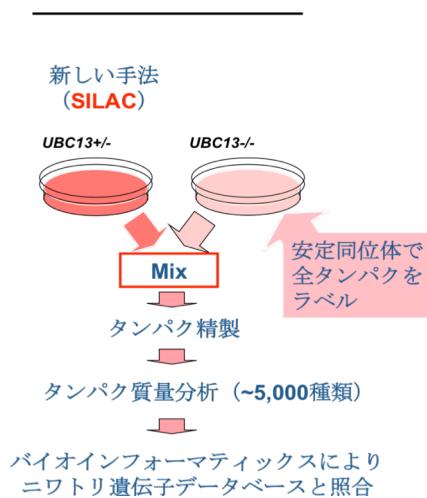 新しい手法
（SILAC）
UBC13+/- UBC13-/-
安定同位体で
全タンパクを
ラベル
Mix
タンパク精製
タンパク質量分析（~5,000種類）
バイオインフォーマティックスにより
ニワトリ遺伝子データベースと照合